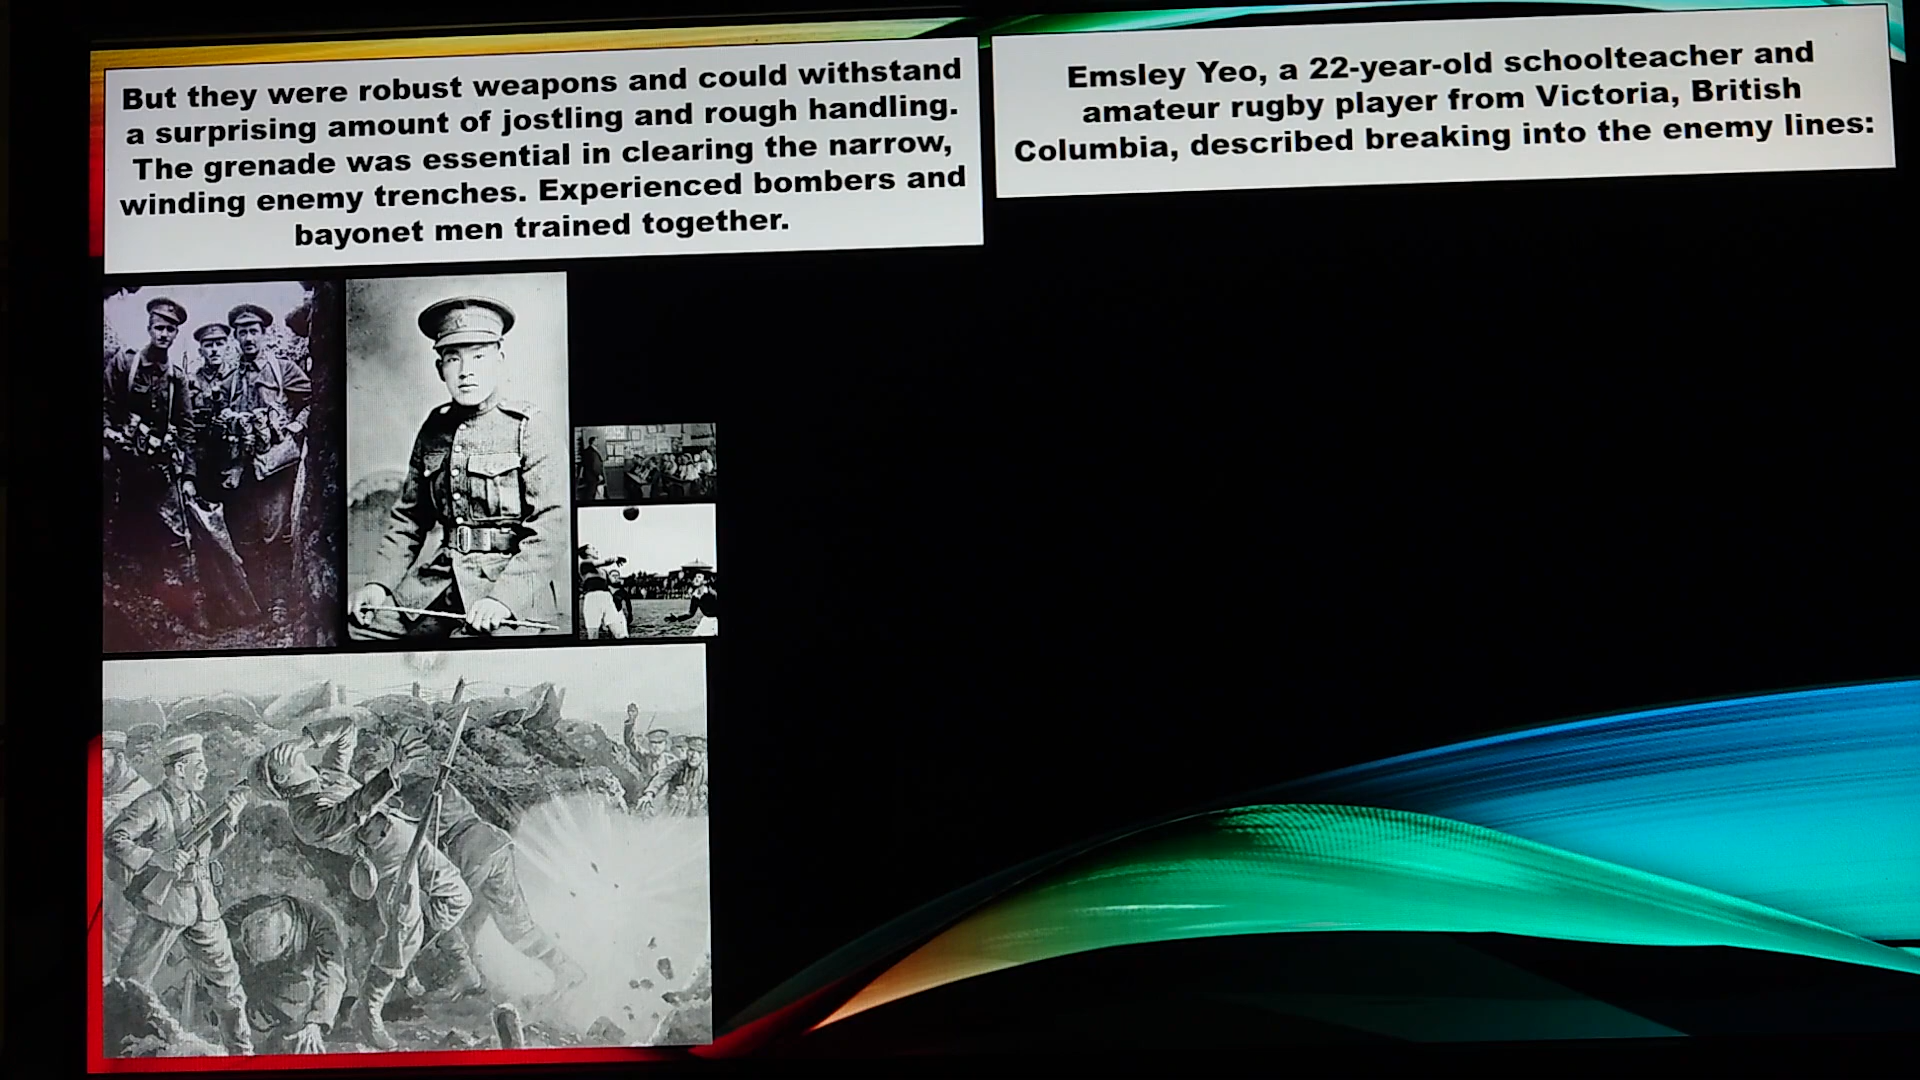 But they were robust weapons and could withstand
a surprising amount of jostling and rough handling.
The grenade was essential in clearing the narrow,
winding enemy trenches. Experienced bombers and
bayonet men trained together.
Emsley Yeo, a 22-year-old schoolteacher and
amateur rugby player from Victoria, British
Columbia, described breaking into the enemy lines: